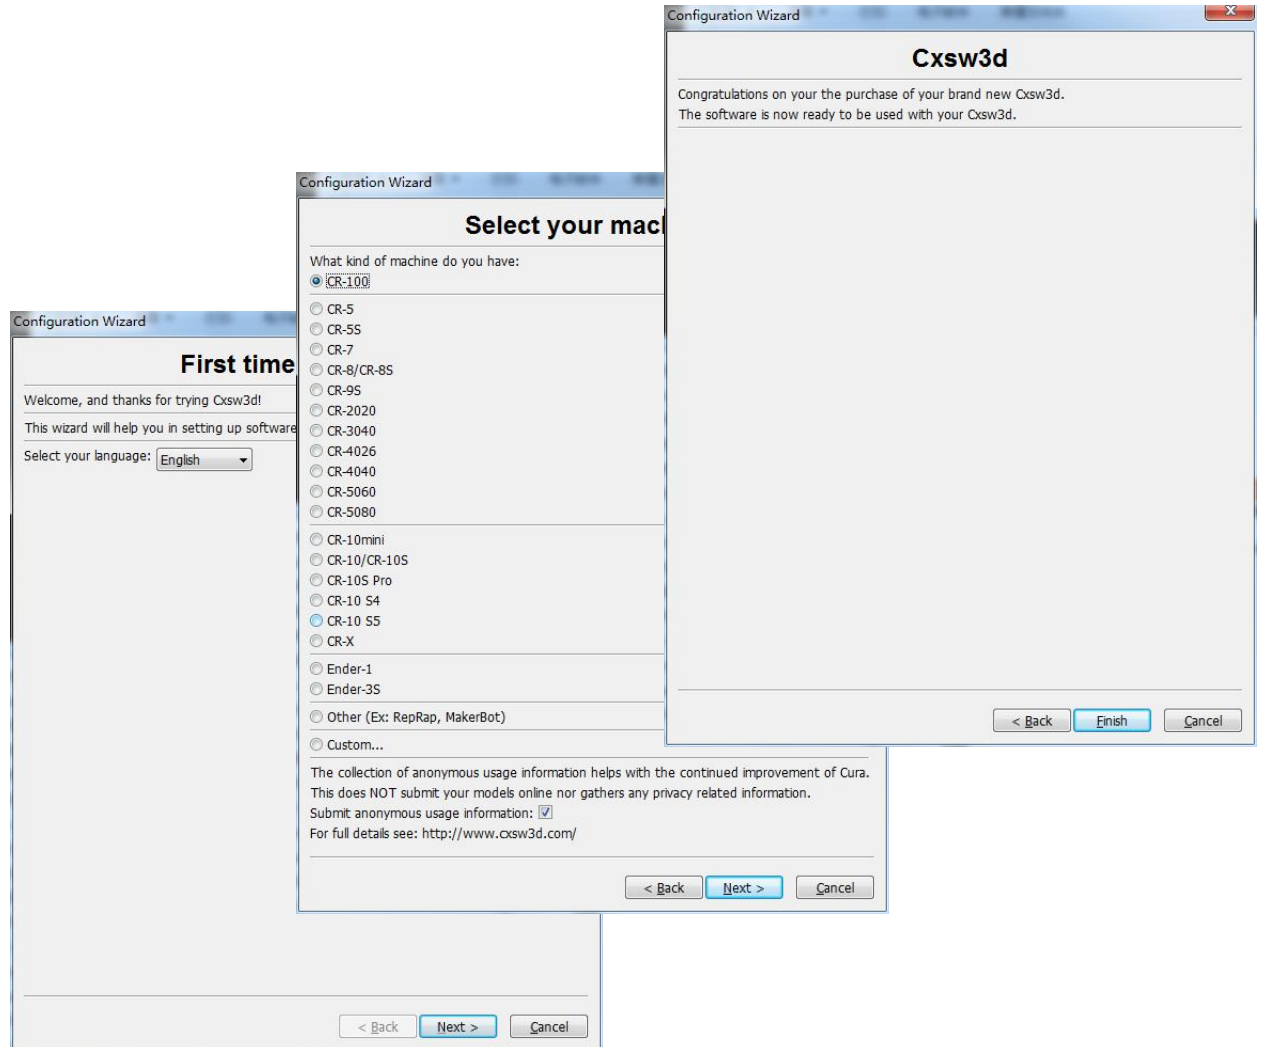 Configuration Wizard
First time
Welcome, and thanks for trying Cxsw3d!
This wizard will help you in setting up software
Select your language: English
< Back Next > Cancel
Configuration Wizard
Select your mac
What kind of machine do you have:
CR-100
CR-5
CR-5S
CR-7
CR-8/CR-8S
CR-9S
CR-2020
CR-3040
CR-4026
CR-4040
CR-5060
CR-5080
CR-10mini
CR-10/CR-10S
CR-10S Pro
CR-10 S4
CR-10 S5
CR-X
Ender-1
Ender-3S
Other (Ex: RepRap, MakerBot)
Custom...
The collection of anonymous usage information helps with the continued improvement of Cura.
This does NOT submit your models online nor gathers any privacy related information.
Submit anonymous usage information:
For full details see: http://www.cxsw3d.com/
< Back Next > Cancel
Configuration Wizard
Cxsw3d
Congratulations on your the purchase of your brand new Cxsw3d.
The software is now ready to be used with your Cxsw3d.
< Back Finish Cancel